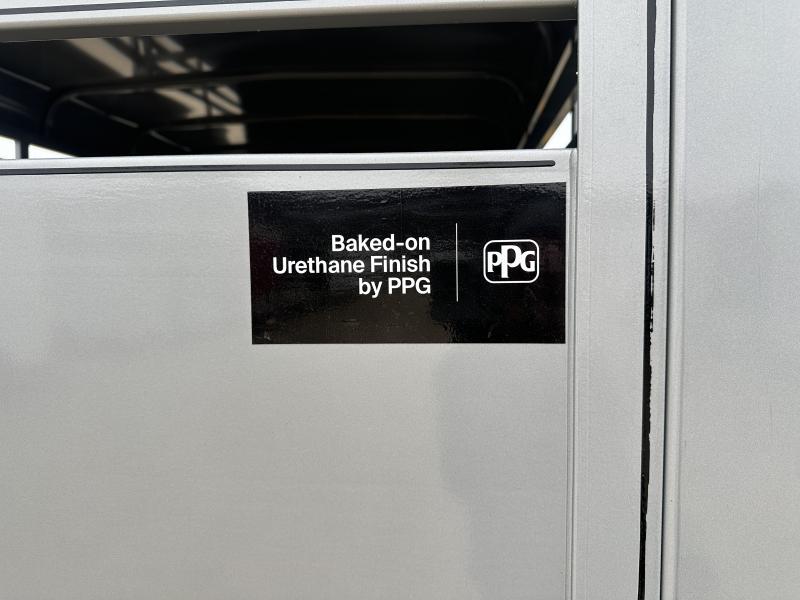 Baked-on
Urethane Finish
by PPG
PPG